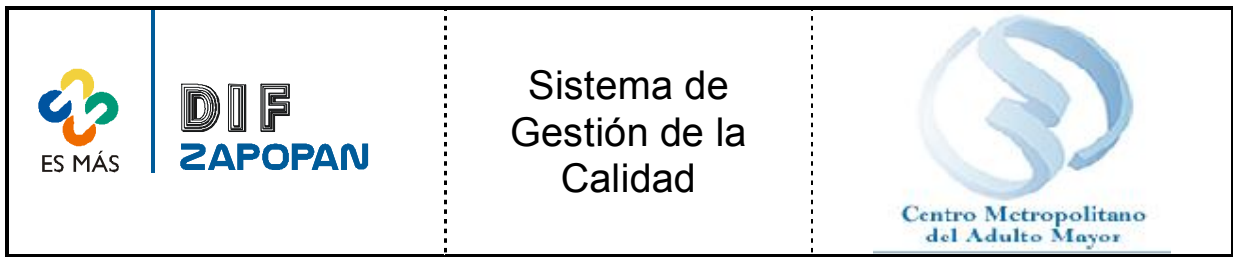 ES MÁS
DIF
ZAPOPAN
Sistema de
Gestión de la
Calidad
Centro Metropolitano
del Adulto Mayor